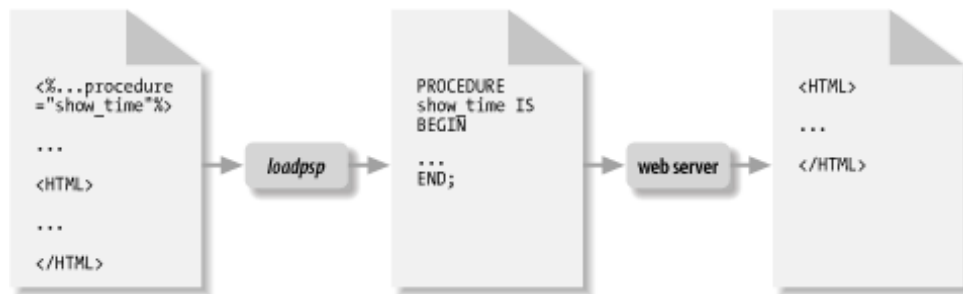 <%...procedure
="show_time"%>
...
<HTML>
...
</HTML>
loadpsp
PROCEDURE
show_time IS
BEGIN
...
END;
web server
<HTML>
...
</HTML>